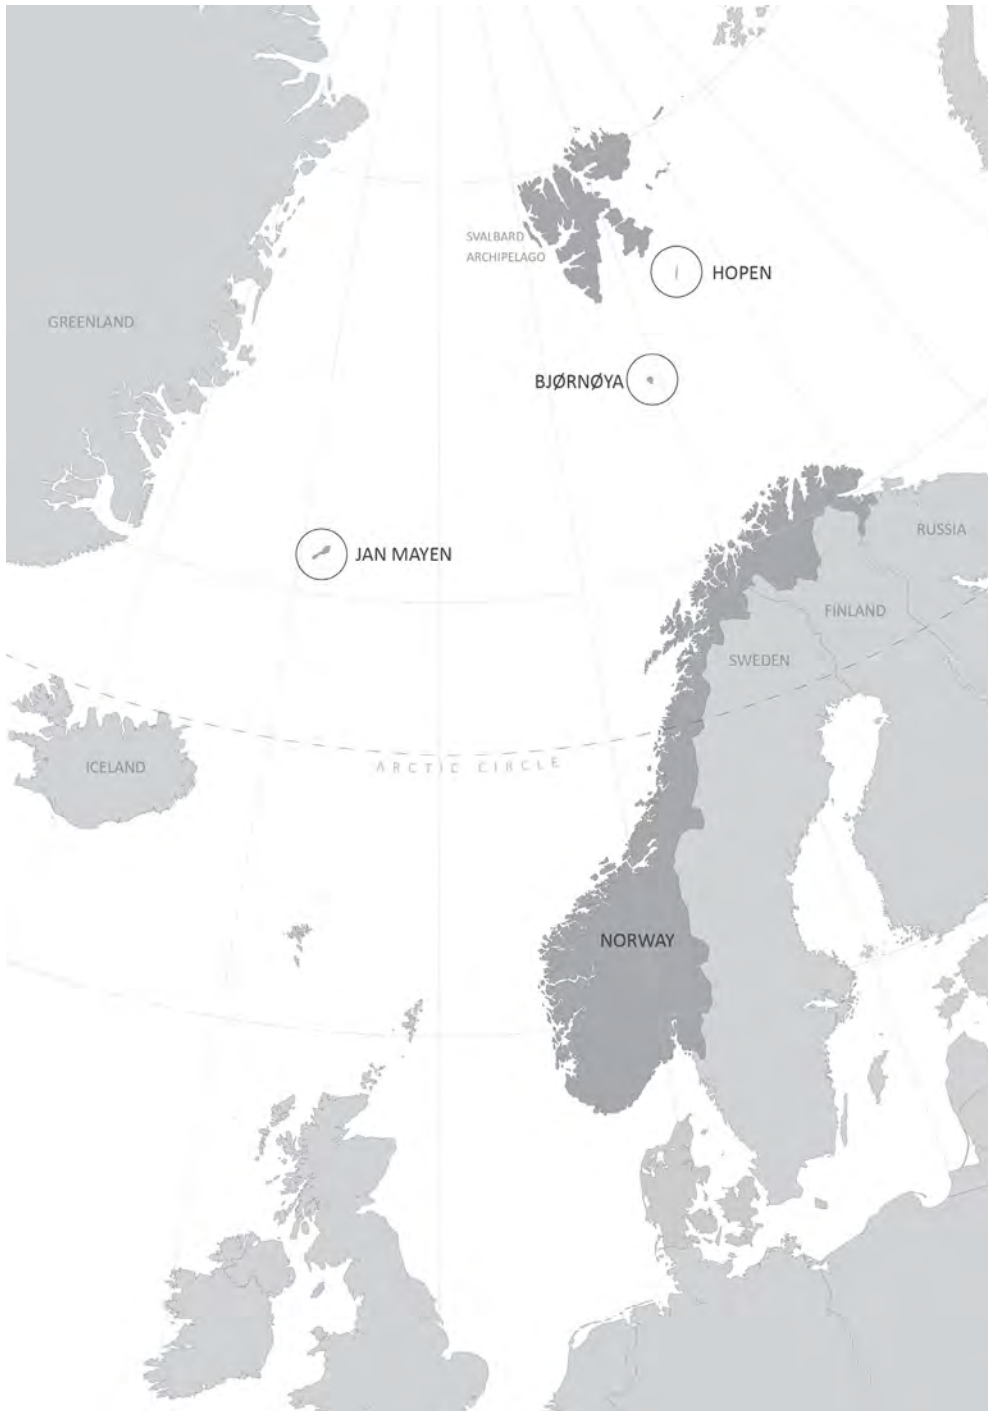 SVALBARD
ARCHIPELAGO
HOPEN
GREENLAND
BJØRNØYA
JAN MAYEN
RUSSIA
FINLAND
SWEDEN
ICELAND
ARCTIC CIRCLE
NORWAY